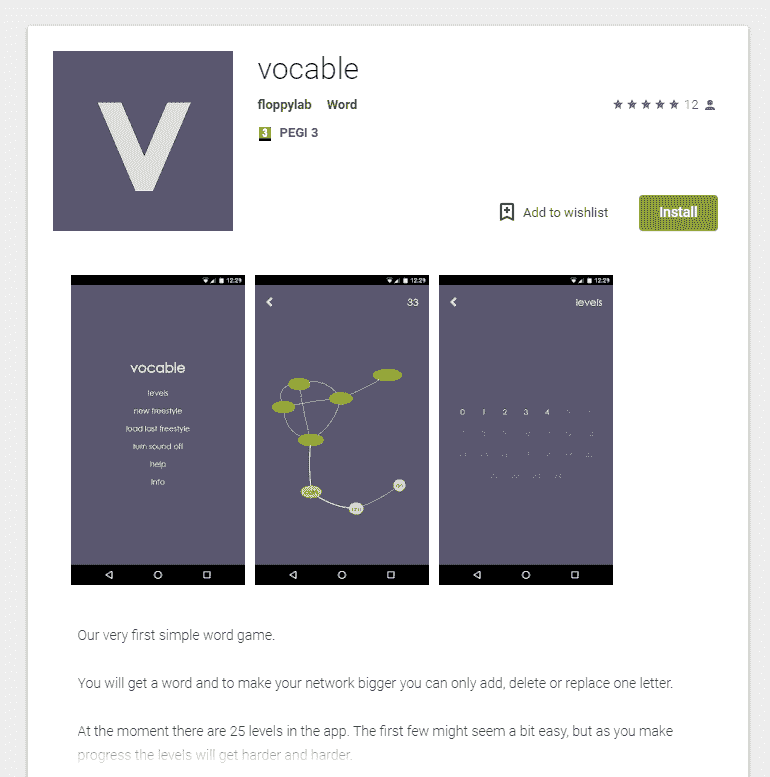 V
vocable
floppylab Word
12
3 PEGI 3
Add to wishlist
Install
12:29
vocable
levels
new freestyle
load last freestyle
turn sound off
help
info
12:29
33
12:29
levels
0 1 2 3 4
Our very first simple word game.
You will get a word and to make your network bigger you can only add, delete or replace one letter.
At the moment there are 25 levels in the app. The first few might seem a bit easy, but as you make
progress the levels will get harder and harder.